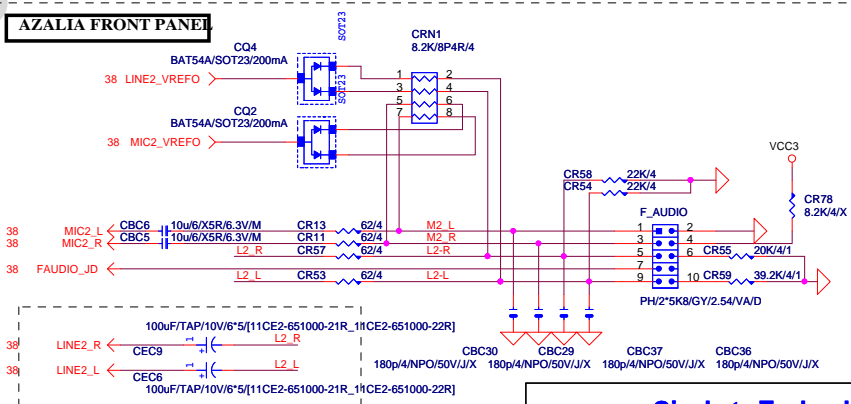 AZALIA FRONT PANEL
SOT23
CQ4
BAT54A/SOT23/200mA
CRN1
8.2K/8P4R/4
38 LINE2_VREFO
1 2
3 4
5 6
7 8
SOT23
CQ2
BAT54A/SOT23/200mA
38 MIC2_VREFO
VCC3
CR58 22K/4
CR54 22K/4
CR78
8.2K/4/X
F_AUDIO
38 MIC2_L CBC6 10u/6/X5R/6.3V/M CR13 62/4 M2_L 1 2
38 MIC2_R CBC5 10u/6/X5R/6.3V/M CR11 62/4 M2_R 3 4
L2_R CR57 62/4 L2-R 5 6 CR55 20K/4/1
38 FAUDIO_JD 7
L2_L CR53 62/4 L2-L 9 10 CR59 39.2K/4/1
PH/2*5K8/GY/2.54/VA/D
100uF/TAP/10V/6*5/[11CE2-651000-21R_11CE2-651000-22R]
38 LINE2_R CEC9 1 + L2_R
38 LINE2_L CEC6 1 + L2_L
100uF/TAP/10V/6*5/[11CE2-651000-21R_11CE2-651000-22R]
CBC30 CBC29 CBC37 CBC36
180p/4/NPO/50V/J/X 180p/4/NPO/50V/J/X 180p/4/NPO/50V/J/X 180p/4/NPO/50V/J/X